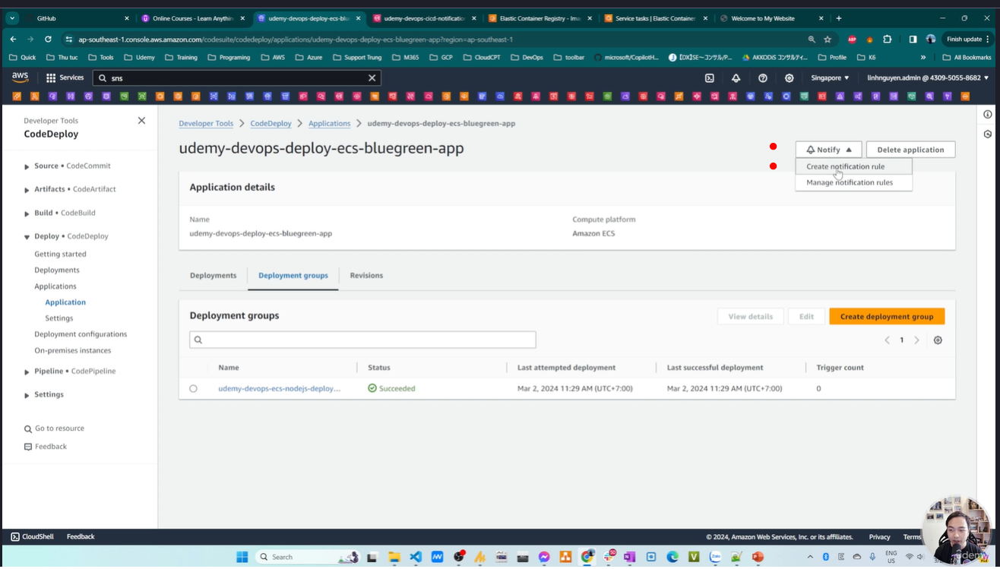 GitHub
Online Courses - Learn Anythin
udemy-devops-deploy-ecs-blu
udemy-devops-cicd-notificatio
Elastic Container Registry - Ima
Service tasks | Elastic Container
Welcome to My Website
ap-southeast-1.console.aws.amazon.com/codesuite/codedeploy/applications/udemy-devops-deploy-ecs-bluegreen-app?region=ap-southeast-1
Finish update
Quick
Thu tuc
Tools
Udemy
Training
Programing
AWS
Azure
Support Trung
M365
GCP
CloudCPT
DevOps
toolbar
microsoft/CopilotH...
【DX】SE～コンサル/P...
AKKODiS コンサルティ...
Profile
K6
»
All Bookmarks
aws
Services
sns
Singapore
linhnguyen.admin @ 4309-5055-8682
Developer Tools
CodeDeploy
Source • CodeCommit
Artifacts • CodeArtifact
Build • CodeBuild
Deploy • CodeDeploy
Getting started
Deployments
Applications
Application
Settings
Deployment configurations
On-premises instances
Pipeline • CodePipeline
Settings
Go to resource
Feedback
Developer Tools > CodeDeploy > Applications > udemy-devops-deploy-ecs-bluegreen-app
udemy-devops-deploy-ecs-bluegreen-app
Notify
Delete application
Create notification rule
Manage notification rules
Application details
Name
udemy-devops-deploy-ecs-bluegreen-app
Compute platform
Amazon ECS
Deployments
Deployment groups
Revisions
Deployment groups
View details
Edit
Create deployment group
1
Name
Status
Last attempted deployment
Last successful deployment
Trigger count
udemy-devops-ecs-nodejs-deploy...
Succeeded
Mar 2, 2024 11:29 AM (UTC+7:00)
Mar 2, 2024 11:29 AM (UTC+7:00)
0
CloudShell
Feedback
© 2024, Amazon Web Services, Inc. or its affiliates.
Privacy
Terms
Search
ENG
US
udemy